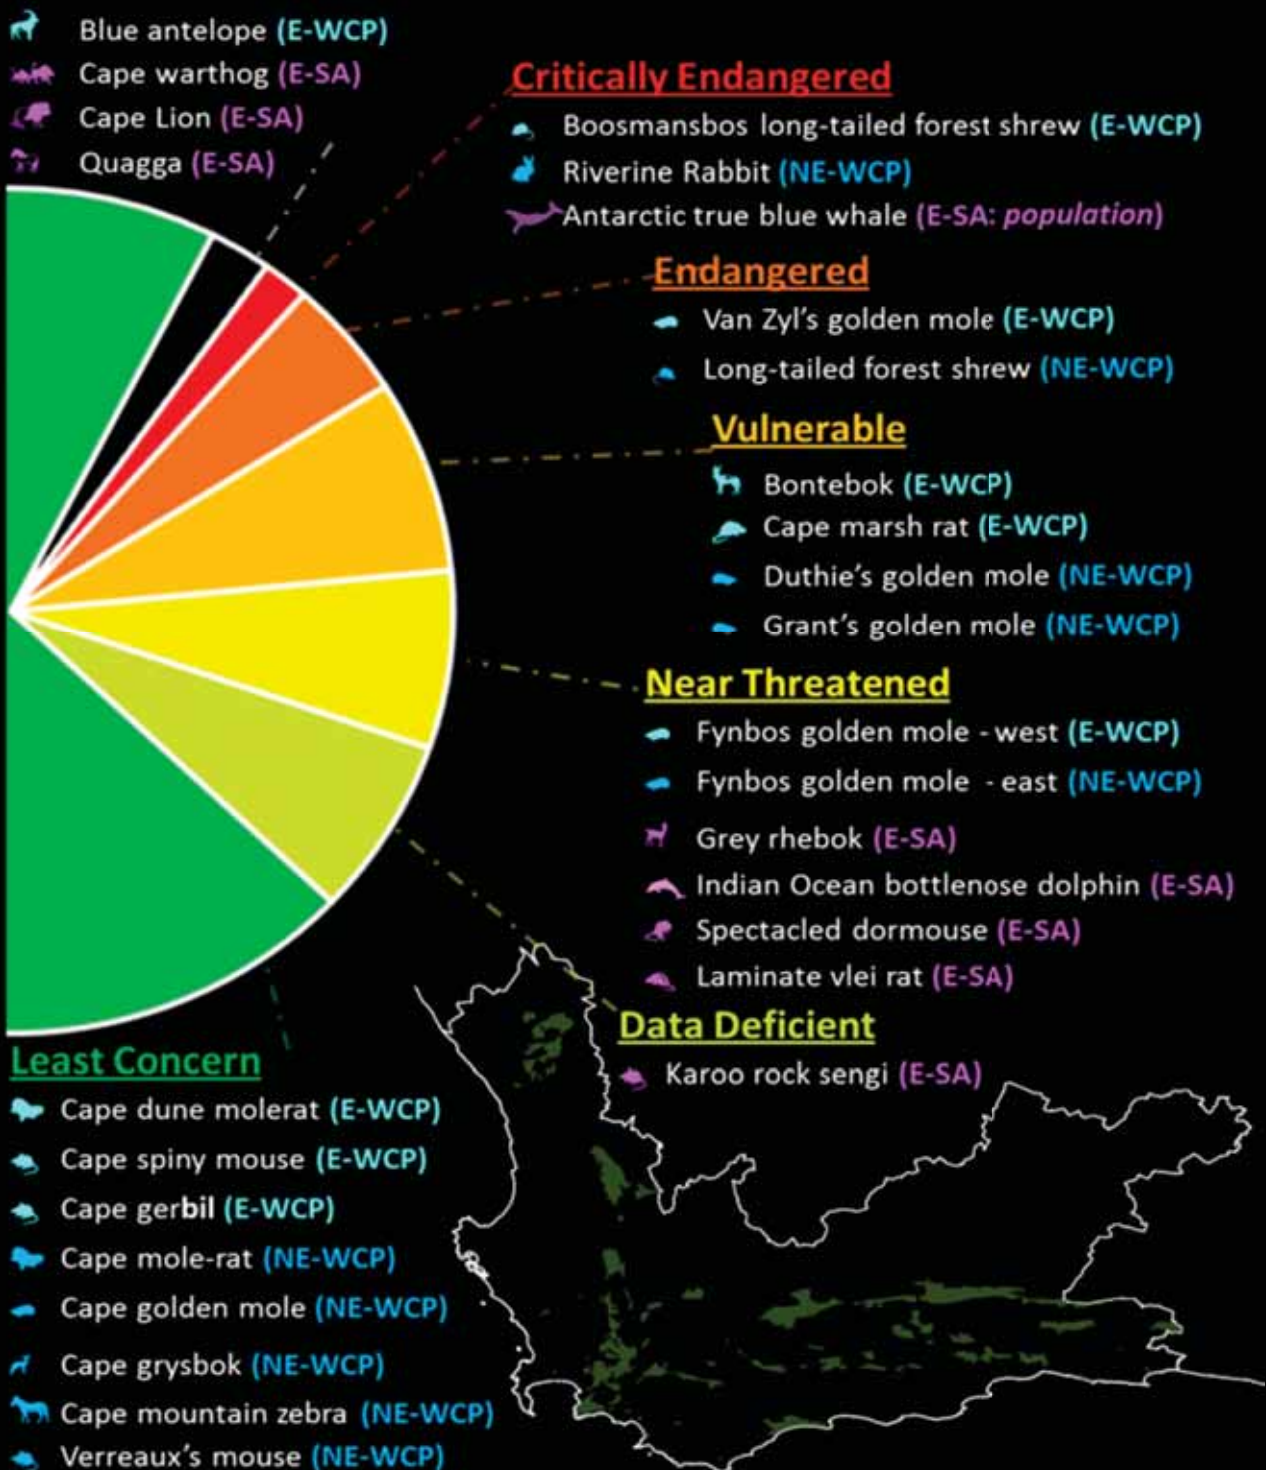 Blue antelope (E-WCP)
Cape warthog (E-SA)
Cape Lion (E-SA)
Quagga (E-SA)
Critically Endangered
Boosmansbos long-tailed forest shrew (E-WCP)
Riverine Rabbit (NE-WCP)
Antarctic true blue whale (E-SA: population)
Endangered
Van Zyl's golden mole (E-WCP)
Long-tailed forest shrew (NE-WCP)
Vulnerable
Bontebok (E-WCP)
Cape marsh rat (E-WCP)
Duthie's golden mole (NE-WCP)
Grant's golden mole (NE-WCP)
Near Threatened
Fynbos golden mole - west (E-WCP)
Fynbos golden mole - east (NE-WCP)
Grey rhebok (E-SA)
Indian Ocean bottlenose dolphin (E-SA)
Spectacled dormouse (E-SA)
Laminate vlei rat (E-SA)
Data Deficient
Karoo rock sengi (E-SA)
Least Concern
Cape dune molerat (E-WCP)
Cape spiny mouse (E-WCP)
Cape gerbil (E-WCP)
Cape mole-rat (NE-WCP)
Cape golden mole (NE-WCP)
Cape grysbok (NE-WCP)
Cape mountain zebra (NE-WCP)
Verreaux's mouse (NE-WCP)